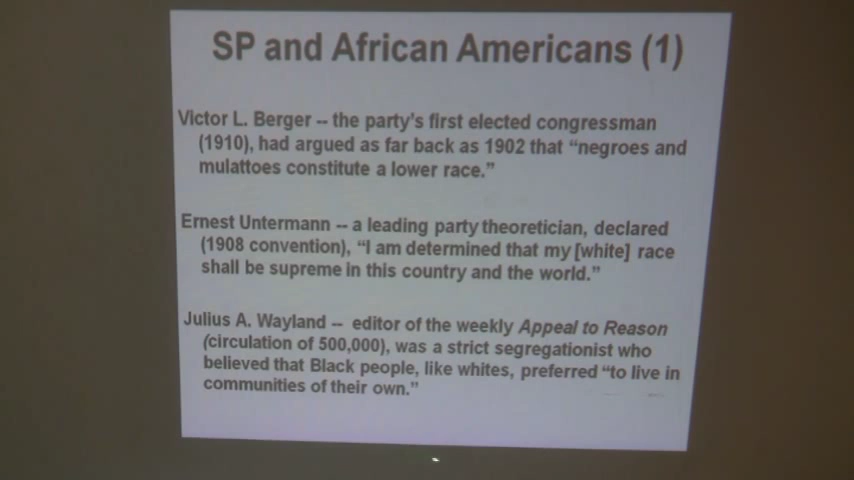 SP and African Americans (1)
Victor L. Berger -- the party's first elected congressman
(1910), had argued as far back as 1902 that “negroes and
mulattoes constitute a lower race.”
Ernest Untermann -- a leading party theoretician, declared
(1908 convention), “I am determined that my [white] race
shall be supreme in this country and the world.”
Julius A. Wayland -- editor of the weekly Appeal to Reason
(circulation of 500,000), was a strict segregationist who
believed that Black people, like whites, preferred “to live in
communities of their own.”